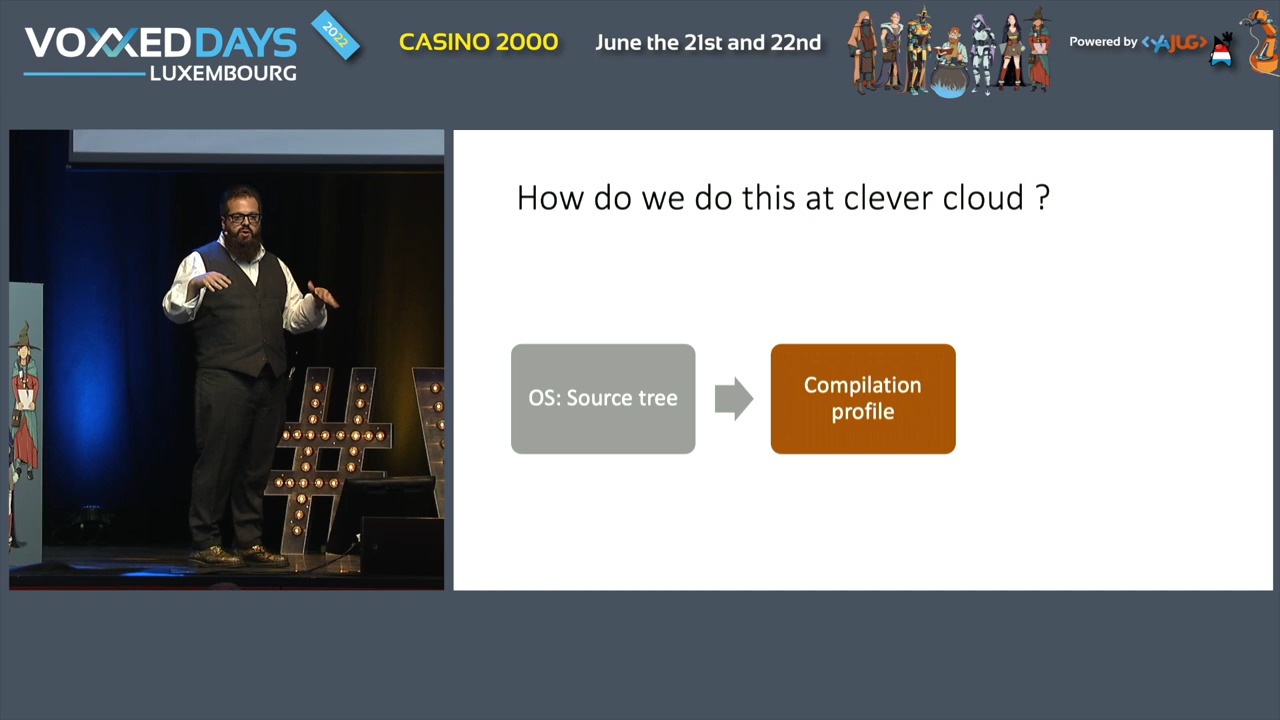 VOXXEDDAYS
LUXEMBOURG
2022
CASINO 2000
June the 21st and 22nd
Powered by <YAJUG>
How do we do this at clever cloud ?
OS: Source tree
Compilation
profile
#